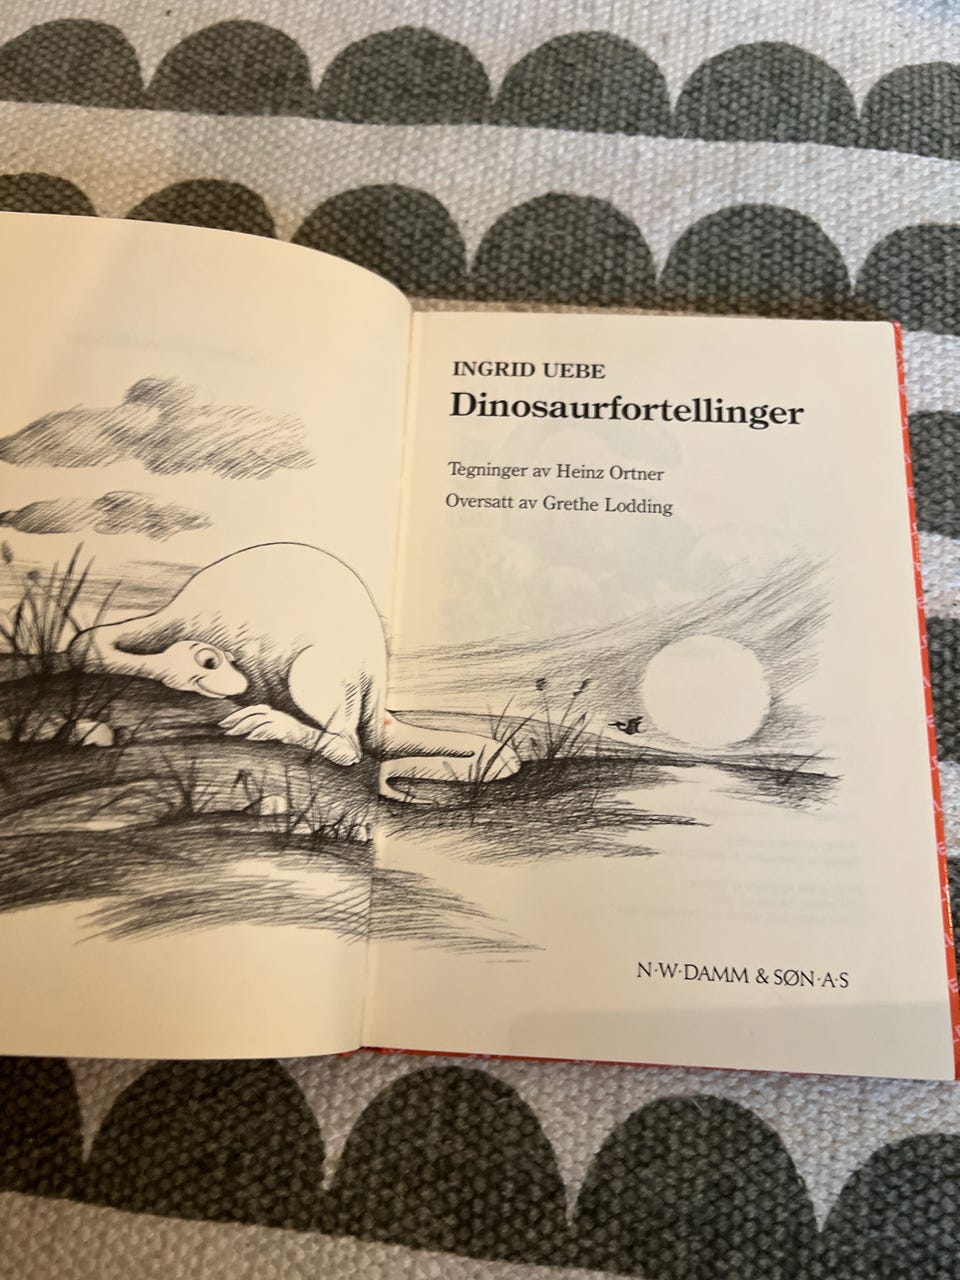 INGRID UEBE
Dinosaurfortellinger
Tegninger av Heinz Ortner
Oversatt av Grethe Lodding
N·W·DAMM & SØN·A·S